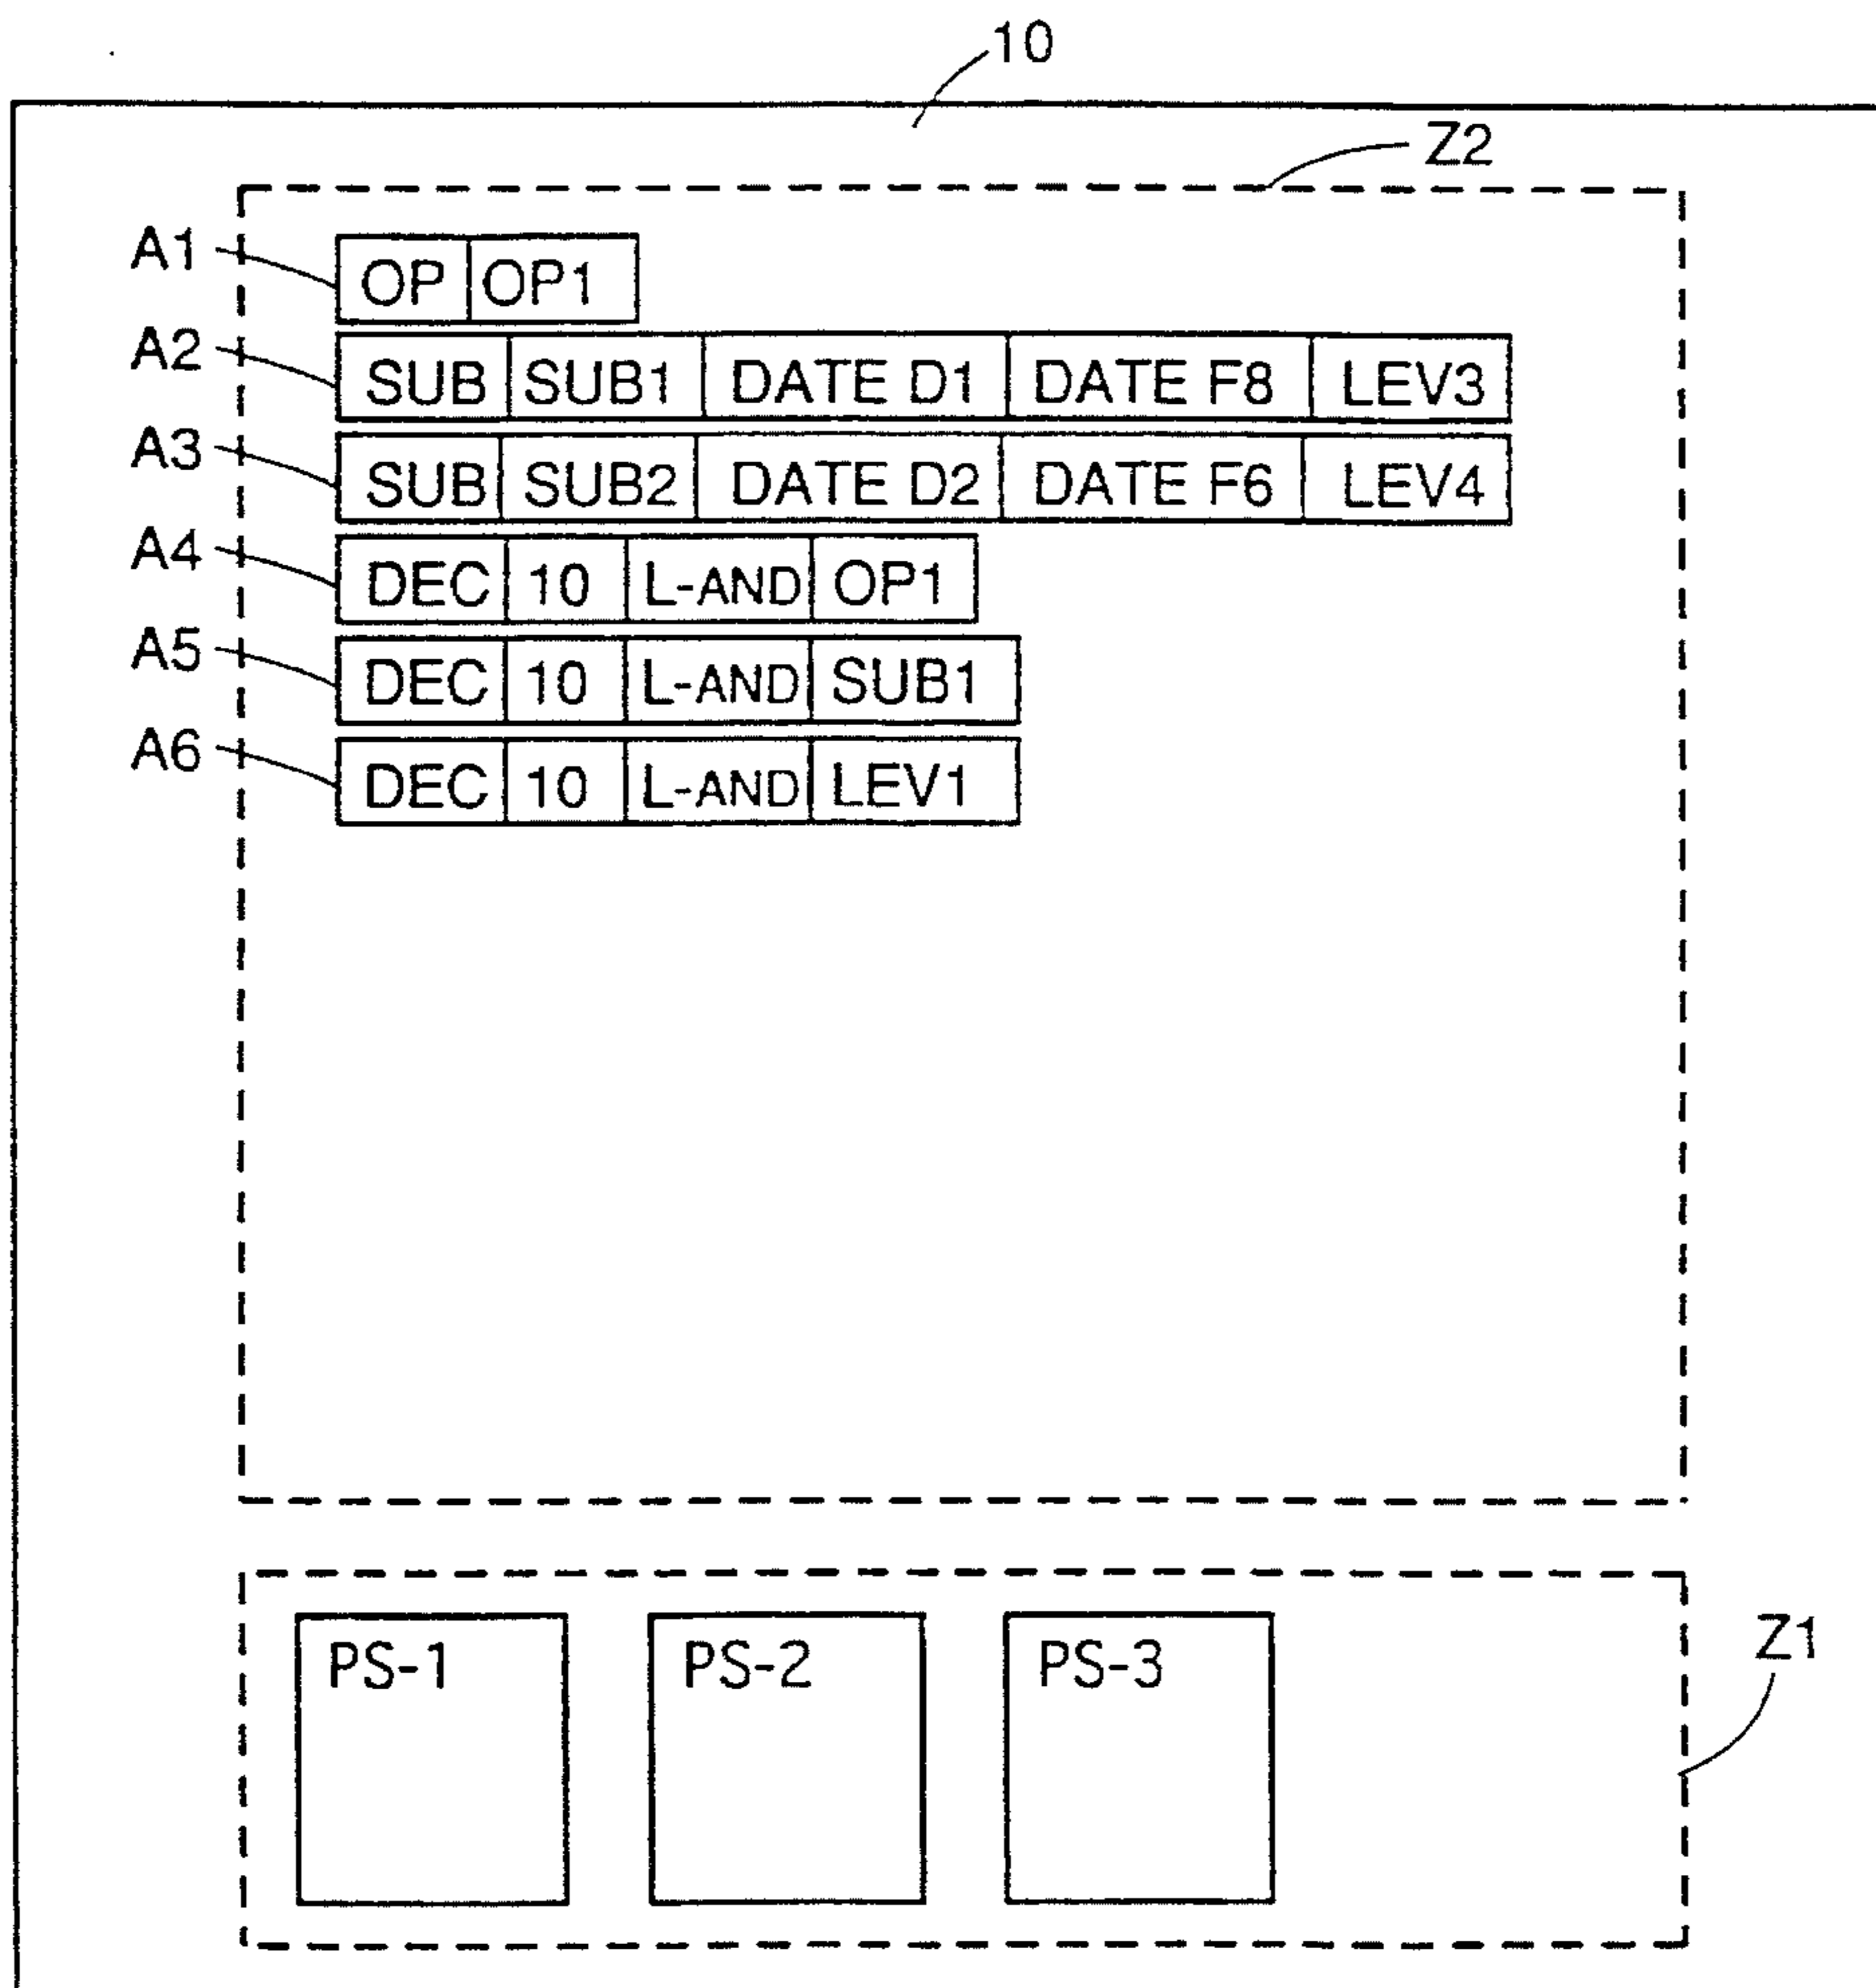 10
Z2
A1 OP OP1
A2 SUB SUB1 DATE D1 DATE F8 LEV3
A3 SUB SUB2 DATE D2 DATE F6 LEV4
A4 DEC 10 L-AND OP1
A5 DEC 10 L-AND SUB1
A6 DEC 10 L-AND LEV1
PS-1 PS-2 PS-3 Z1